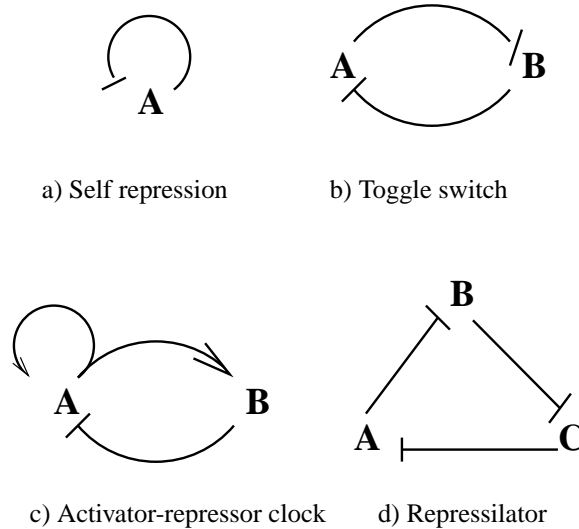 A
A
B
a) Self repression
b) Toggle switch
B
A
B
A
C
c) Activator-repressor clock
d) Repressilator